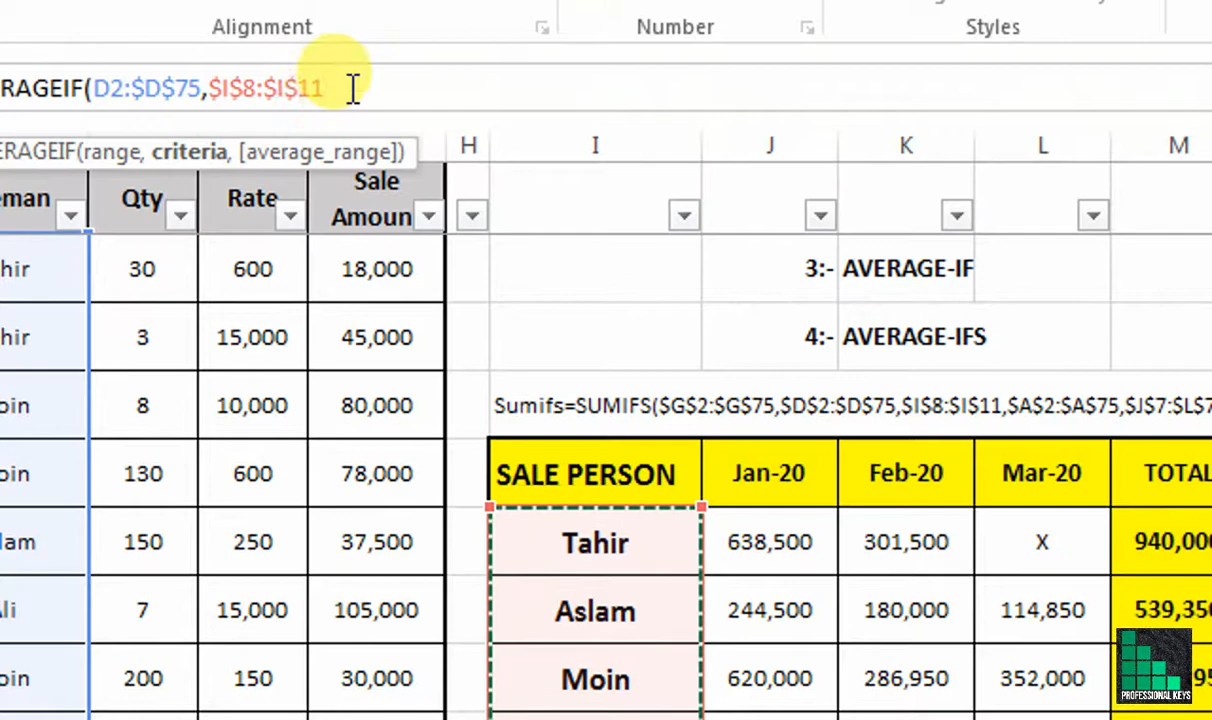 Alignment Number Styles
RAGEIF(D2:$D$75,$I$8:$I$11
ERAGEIF(range, criteria, [average_range])
H I J K L M
eman Qty Rate Sale Amoun
hir 30 600 18,000 3:- AVERAGE-IF
hir 3 15,000 45,000 4:- AVERAGE-IFS
oin 8 10,000 80,000 Sumifs=SUMIFS($G$2:$G$75,$D$2:$D$75,$I$8:$I$11,$A$2:$A$75,$J$7:$L$7
oin 130 600 78,000 SALE PERSON Jan-20 Feb-20 Mar-20 TOTAL
lam 150 250 37,500 Tahir 638,500 301,500 X 940,000
Ali 7 15,000 105,000 Aslam 244,500 180,000 114,850 539,350
oin 200 150 30,000 Moin 620,000 286,950 352,000
PROFESSIONAL KEYS